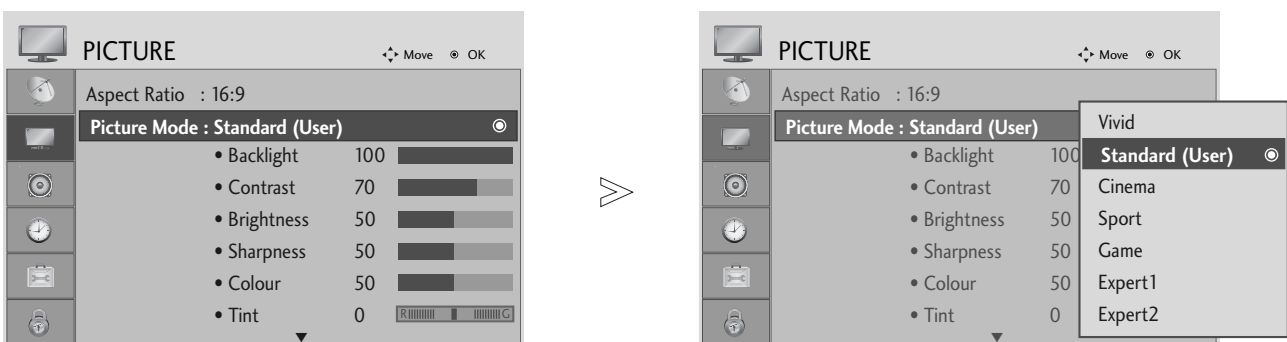 PICTURE
Move OK
Aspect Ratio : 16:9
Picture Mode : Standard (User)
• Backlight 100
• Contrast 70
• Brightness 50
• Sharpness 50
• Colour 50
• Tint 0 R G
PICTURE
Move OK
Aspect Ratio : 16:9
Picture Mode : Standard (User)
• Backlight 100
• Contrast 70
• Brightness 50
• Sharpness 50
• Colour 50
• Tint 0
Vivid
Standard (User)
Cinema
Sport
Game
Expert1
Expert2